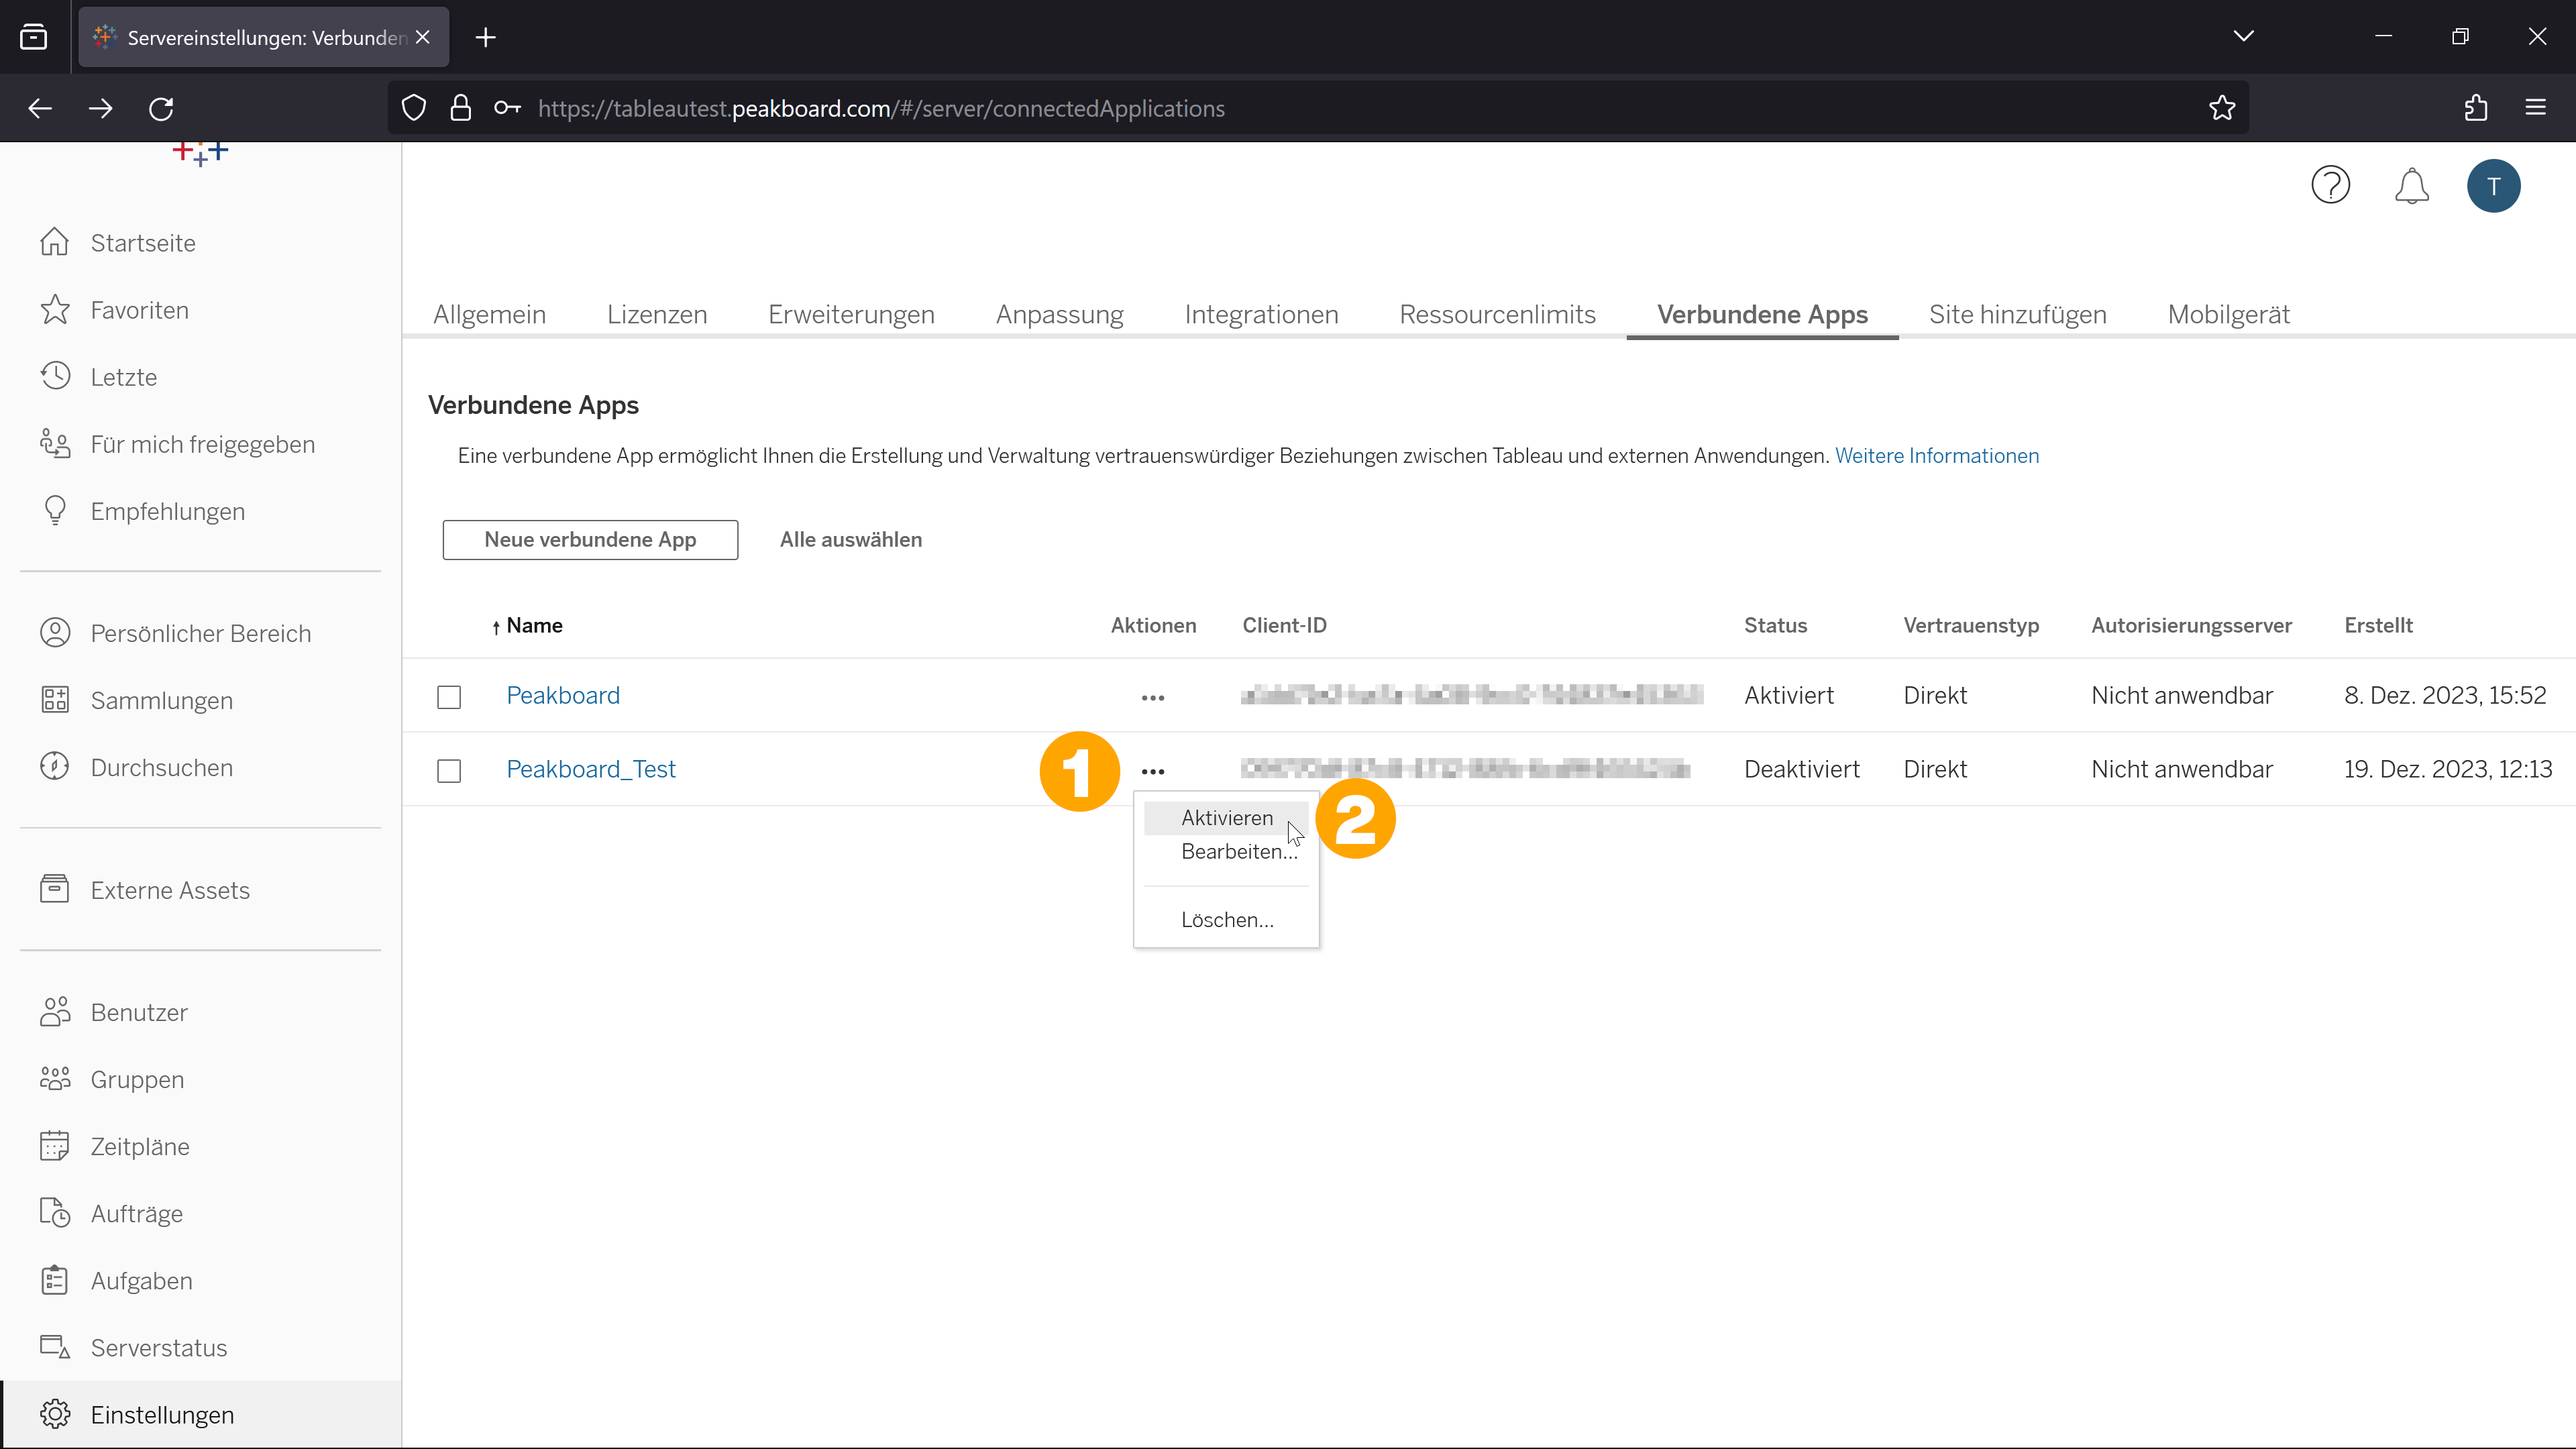 Servereinstellungen: Verbunden
https://tableautest.peakboard.com/#/server/connectedApplications
T
Startseite
Favoriten
Letzte
Für mich freigegeben
Empfehlungen
Persönlicher Bereich
Sammlungen
Durchsuchen
Externe Assets
Benutzer
Gruppen
Zeitpläne
Aufträge
Aufgaben
Serverstatus
Einstellungen
Allgemein Lizenzen Erweiterungen Anpassung Integrationen Ressourcenlimits Verbundene Apps Site hinzufügen Mobilgerät
Verbundene Apps
Eine verbundene App ermöglicht Ihnen die Erstellung und Verwaltung vertrauenswürdiger Beziehungen zwischen Tableau und externen Anwendungen. Weitere Informationen
Neue verbundene App Alle auswählen
↑ Name Aktionen Client-ID Status Vertrauenstyp Autorisierungsserver Erstellt
Peakboard ••• Aktiviert Direkt Nicht anwendbar 8. Dez. 2023, 15:52
Peakboard_Test 1 ••• Deaktiviert Direkt Nicht anwendbar 19. Dez. 2023, 12:13
Aktivieren 2
Bearbeiten...
Löschen...